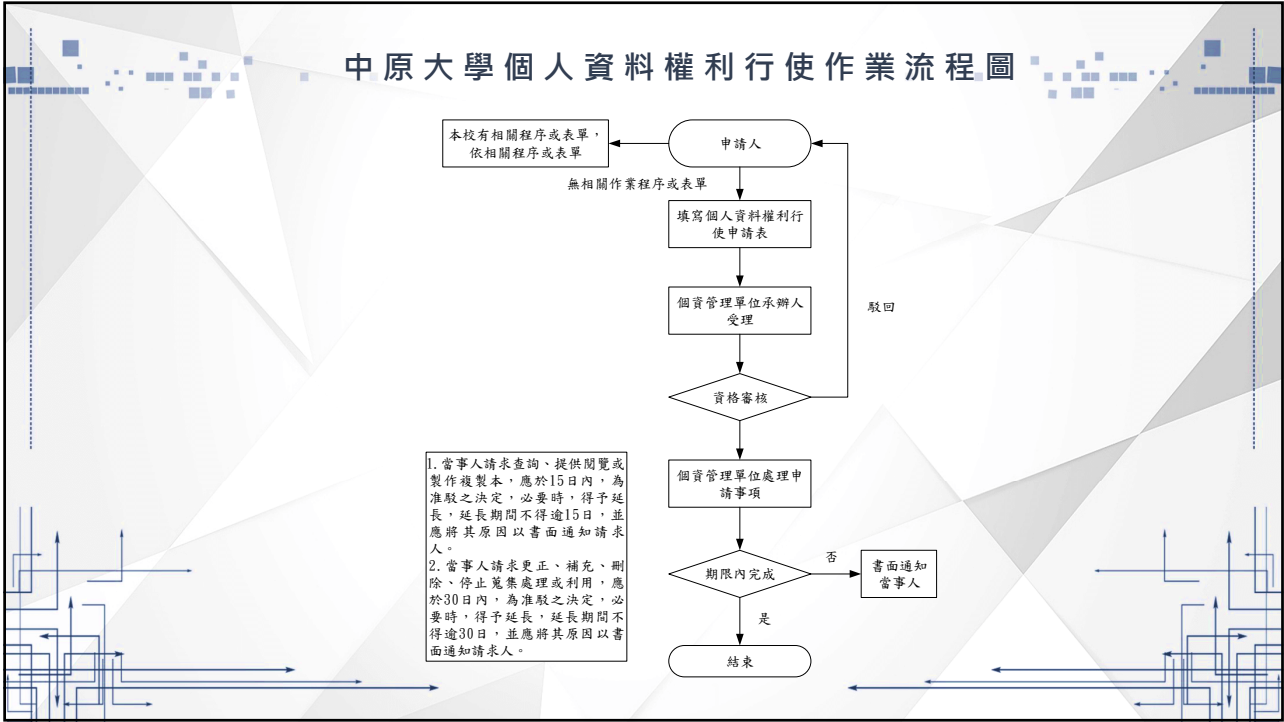 中原大學個人資料權利行使作業流程圖
本校有相關程序或表單，
依相關程序或表單
申請人
無相關作業程序或表單
填寫個人資料權利行
使申請表
個資管理單位承辦人
受理
駁回
資格審核
個資管理單位處理申
請事項
1.當事人請求查詢、提供閱覽或
製作複製本，應於15日內，為
准駁之決定，必要時，得予延
長，延長期間不得逾15日，並
應將其原因以書面通知請求
人。
2.當事人請求更正、補充、刪
除、停止蒐集處理或利用，應
於30日內，為准駁之決定，必
要時，得予延長，延長期間不
得逾30日，並應將其原因以書
面通知請求人。
期限內完成
否
書面通知
當事人
是
結束